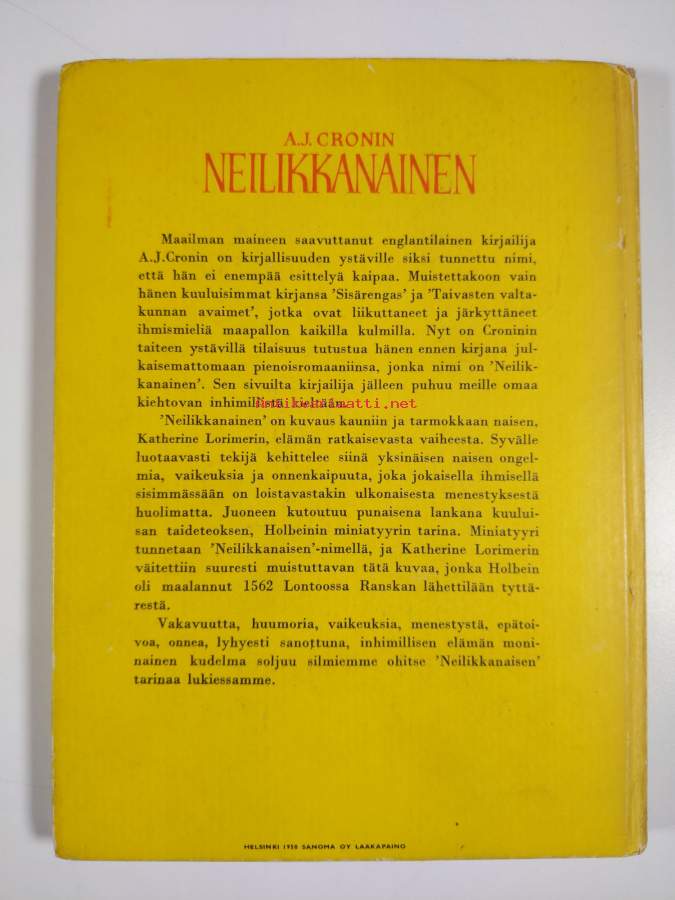 A.J. CRONIN
NEILIKKANAINEN
Maailman maineen saavuttanut englantilainen kirjailija
A.J.Cronin on kirjallisuuden ystäville siksi tunnettu nimi,
että hän ei enempää esittelyä kaipaa. Muistettakoon vain
hänen kuuluisimmat kirjansa 'Sisärengas' ja 'Taivasten valta-
kunnan avaimet', jotka ovat liikuttaneet ja järkyttäneet
ihmismieliä maapallon kaikilla kulmilla. Nyt on Croninin
taiteen ystävillä tilaisuus tutustua hänen ennen kirjana jul-
kaisemattomaan pienoisromaaniinsa, jonka nimi on 'Neilik-
kanainen'. Sen sivuilta kirjailija jälleen puhuu meille omaa
kiehtovan inhimillistä kieltään.
Antikvariaatti.net
'Neilikkanainen' on kuvaus kauniin ja tarmokkaan naisen,
Katherine Lorimerin, elämän ratkaisevasta vaiheesta. Syvälle
luotaavasti tekijä kehittelee siinä yksinäisen naisen ongel-
mia, vaikeuksia ja onnenkaipuuta, joka jokaisella ihmisellä
sisimmässään on loistavastakin ulkonaisesta menestyksestä
huolimatta. Juoneen kutoutuu punaisena lankana kuului-
san taideteoksen, Holbeinin miniatyyrin tarina. Miniatyyri
tunnetaan 'Neilikkanaisen'-nimellä, ja Katherine Lorimerin
väitettiin suuresti muistuttavan tätä kuvaa, jonka Holbein
oli maalannut 1562 Lontoossa Ranskan lähettilään tyttä-
restä.
Vakavuutta, huumoria, vaikeuksia, menestystä, epätoi-
voa, onnea, lyhyesti sanottuna, inhimillisen elämän moni-
nainen kudelma soljuu silmiemme ohitse 'Neilikkanaisen'
tarinaa lukiessamme.
HELSINKI 1950 SANOMA OY LAAKAPAINO